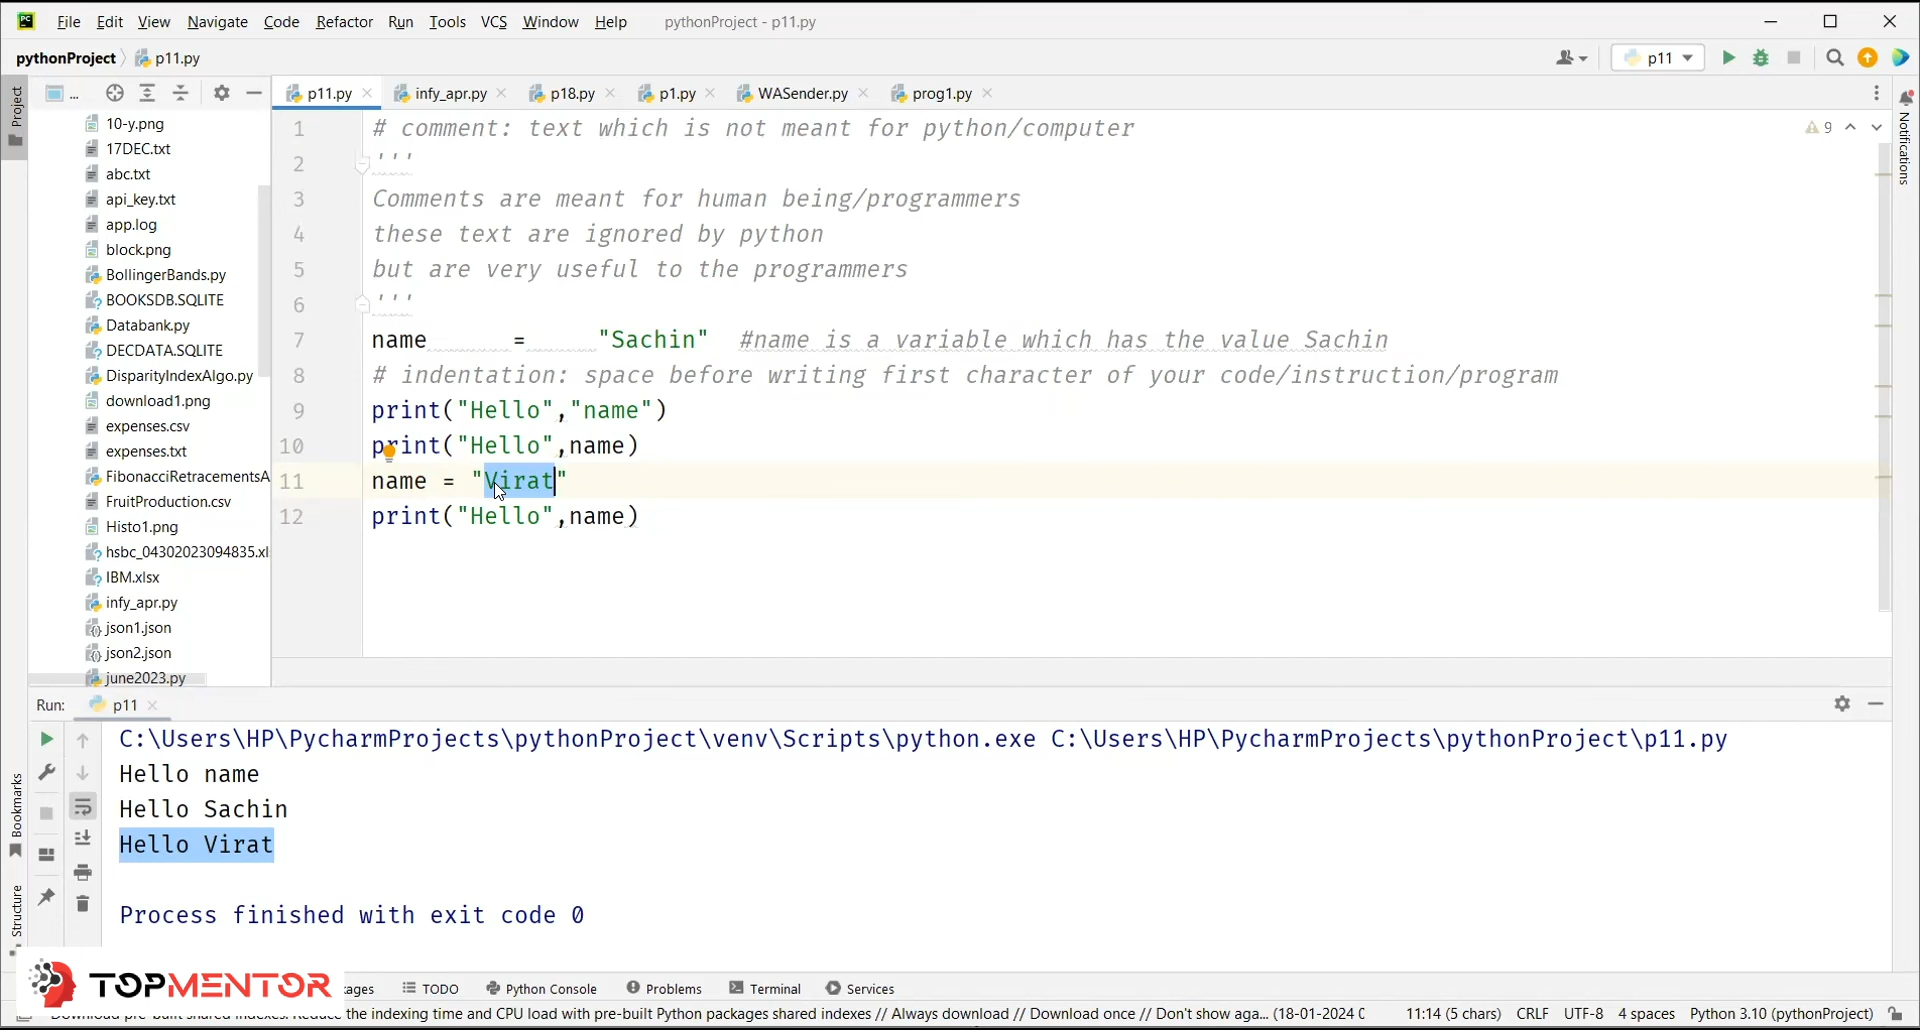 File Edit View Navigate Code Refactor Run Tools VCS Window Help pythonProject - p11.py
pythonProject p11.py p11
Project ... p11.py infy_apr.py p18.py p1.py WASender.py prog1.py
Notifications
10-y.png
17DEC.txt
abc.txt
api_key.txt
app.log
block.png
BollingerBands.py
BOOKSDB.SQLITE
Databank.py
DECDATA.SQLITE
DisparityIndexAlgo.py
download1.png
expenses.csv
expenses.txt
FibonacciRetracementsA
FruitProduction.csv
Histo1.png
hsbc_04302023094835.xl
IBM.xlsx
infy_apr.py
json1.json
json2.json
june2023.py
1 # comment: text which is not meant for python/computer 9
2 '''
3 Comments are meant for human being/programmers
4 these text are ignored by python
5 but are very useful to the programmers
6 '''
7 name = "Sachin" #name is a variable which has the value Sachin
8 # indentation: space before writing first character of your code/instruction/program
9 print("Hello","name")
10 print("Hello",name)
11 name = "Virat"
12 print("Hello",name)
Run: p11
C:\Users\HP\PycharmProjects\pythonProject\venv\Scripts\python.exe C:\Users\HP\PycharmProjects\pythonProject\p11.py
Hello name
Hello Sachin
Hello Virat
Process finished with exit code 0
Bookmarks
Structure
TOPMENTOR
kages TODO Python Console Problems Terminal Services
the indexing time and CPU load with pre-built Python packages shared indexes // Always download // Download once // Don't show aga... (18-01-2024 0 11:14 (5 chars) CRLF UTF-8 4 spaces Python 3.10 (pythonProject)